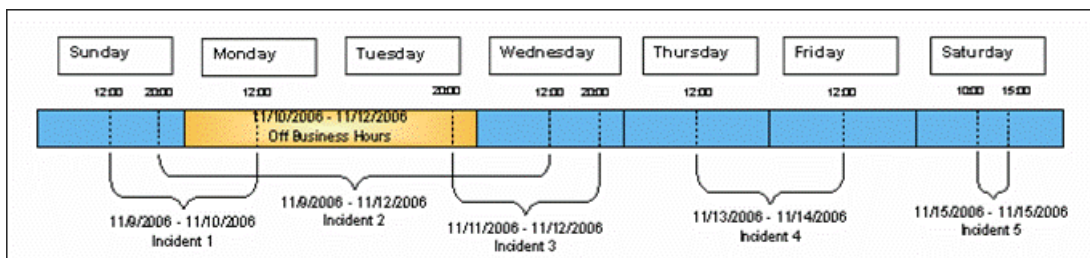 Sunday
Monday
Tuesday
Wednesday
Thursday
Friday
Saturday
12:00
20:00
12:00
20:00
12:00
20:00
12:00
12:00
10:00
15:00
11/10/2006 - 11/12/2006
Off Business Hours
11/9/2006 - 11/10/2006
Incident 1
11/9/2006 - 11/12/2006
Incident 2
11/11/2006 - 11/12/2006
Incident 3
11/13/2006 - 11/14/2006
Incident 4
11/15/2006 - 11/15/2006
Incident 5